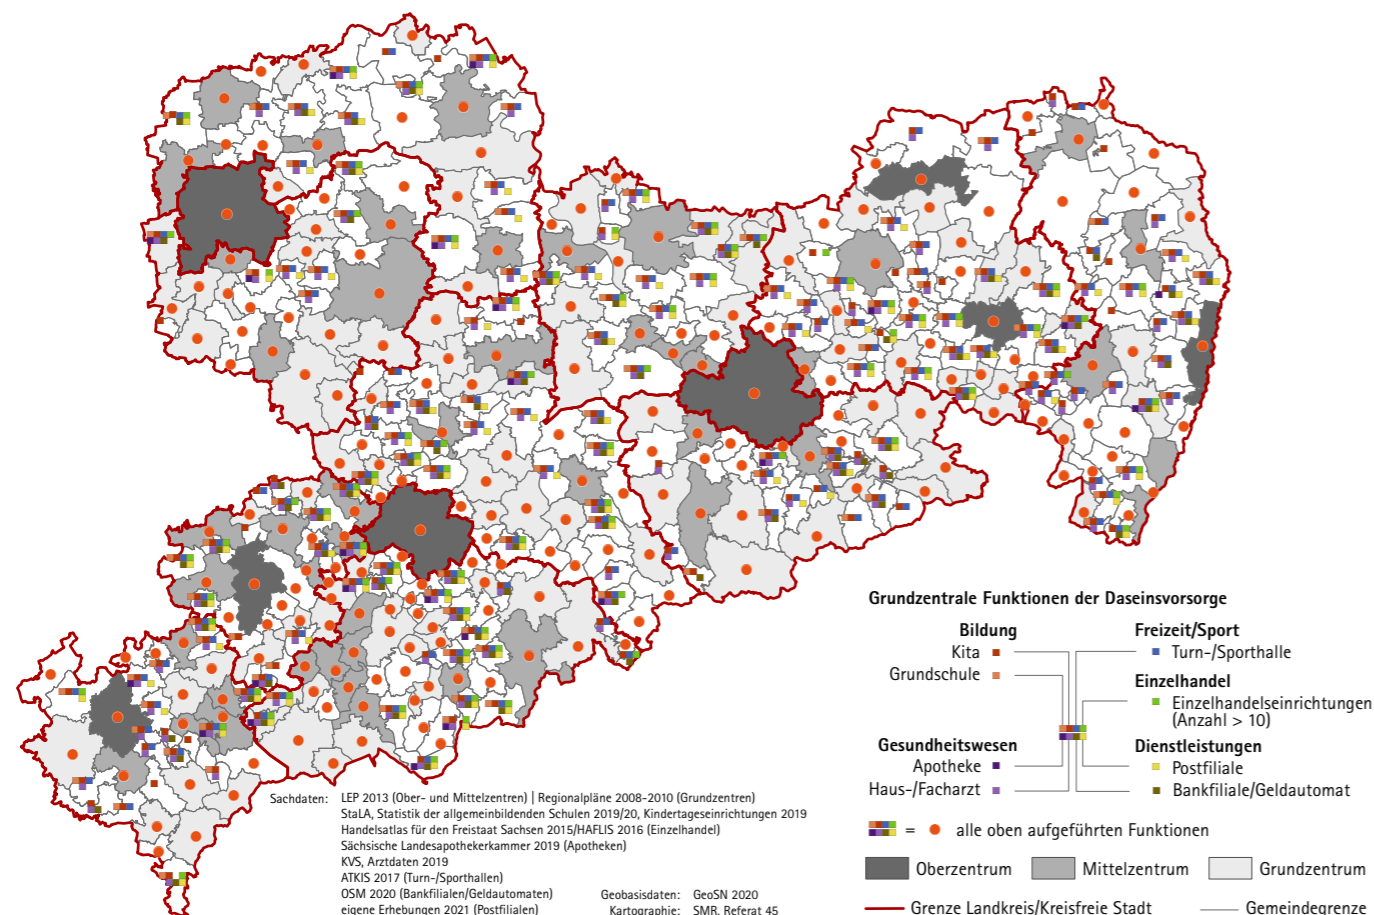 Grundzentrale Funktionen der Daseinsvorsorge
Bildung
Kita
Grundschule
Freizeit/Sport
Turn-/Sporthalle
Einzelhandel
Einzelhandelseinrichtungen
(Anzahl > 10)
Gesundheitswesen
Apotheke
Haus-/Facharzt
Dienstleistungen
Postfiliale
Bankfiliale/Geldautomat
= alle oben aufgeführten Funktionen
Oberzentrum Mittelzentrum Grundzentrum
Grenze Landkreis/Kreisfreie Stadt Gemeindegrenze
Sachdaten: LEP 2013 (Ober- und Mittelzentren) | Regionalpläne 2008–2010 (Grundzentren)
StaLA, Statistik der allgemeinbildenden Schulen 2019/20, Kindertageseinrichtungen 2019
Handelsatlas für den Freistaat Sachsen 2015/HAFLIS 2016 (Einzelhandel)
Sächsische Landesapothekerkammer 2019 (Apotheken)
KVS, Arztdaten 2019
ATKIS 2017 (Turn-/Sporthallen)
OSM 2020 (Bankfilialen/Geldautomaten)
eigene Erhebungen 2021 (Postfilialen)
Geobasisdaten: GeoSN 2020
Kartographie: SMR, Referat 45